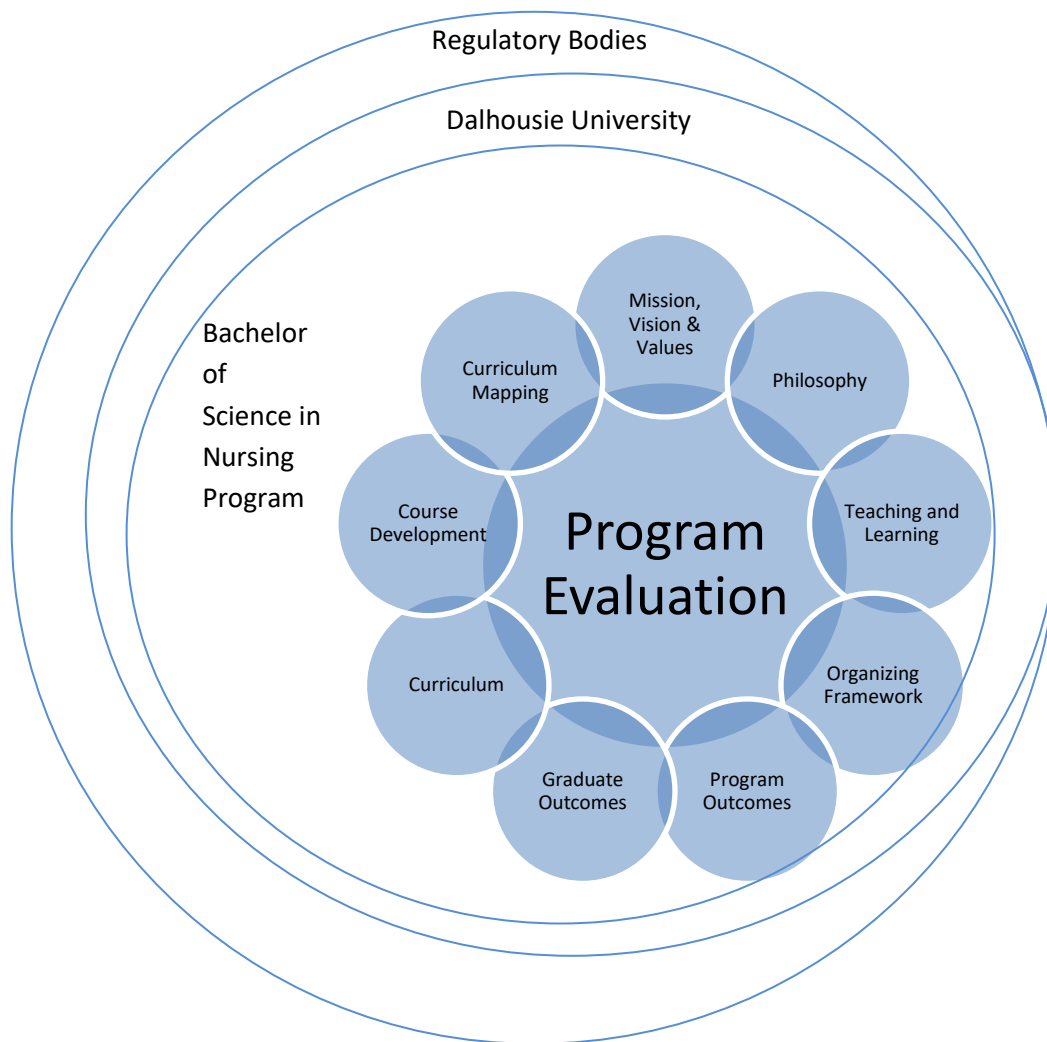 Regulatory Bodies
Dalhousie University
Bachelor
of
Science in
Nursing
Program
Mission,
Vision &
Values
Philosophy
Teaching and
Learning
Organizing
Framework
Program
Outcomes
Graduate
Outcomes
Curriculum
Course
Development
Curriculum
Mapping
Program
Evaluation